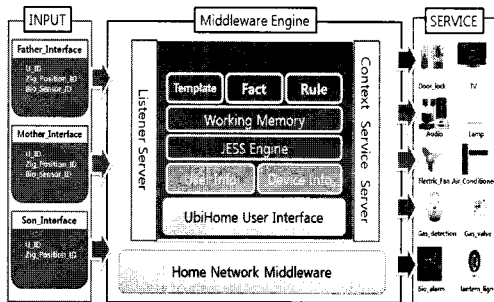 INPUT
Father_Interface
U_ID
Zig_Position_ID
Bio_Sensor_ID
Mother_Interface
U_ID
Zig_Position_ID
Bio_Sensor_ID
Son_Interface
U_ID
Zig_Position_ID
Middleware Engine
Listener Server
Template
Fact
Rule
Working Memory
JESS Engine
User Info
Device Info
UbiHome User Interface
Context Service Server
Home Network Middleware
SERVICE
Door_lock
TV
Audio
Lamp
Electric_Fan
Air Conditioner
Gas_detection
Gas_valve
Bio_alarm